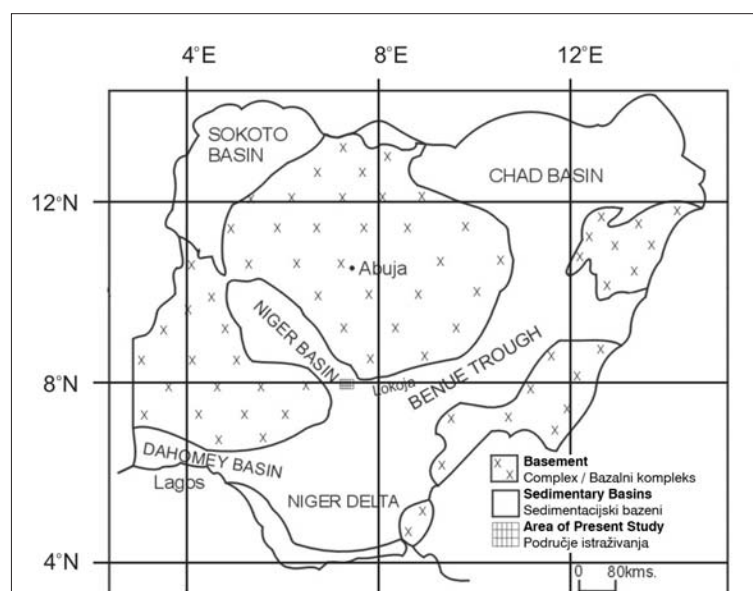 4°E 8°E 12°E
SOKOTO
BASIN
CHAD BASIN
12°N
Abuja
NIGER BASIN
BENUE TROUGH
8°N
Lokoja
DAHOMEY BASIN
Lagos
NIGER DELTA
Basement
Complex / Bazalni kompleks
Sedimentary Basins
Sedimentacijski bazeni
Area of Present Study
Područje istraživanja
4°N
0 80kms.